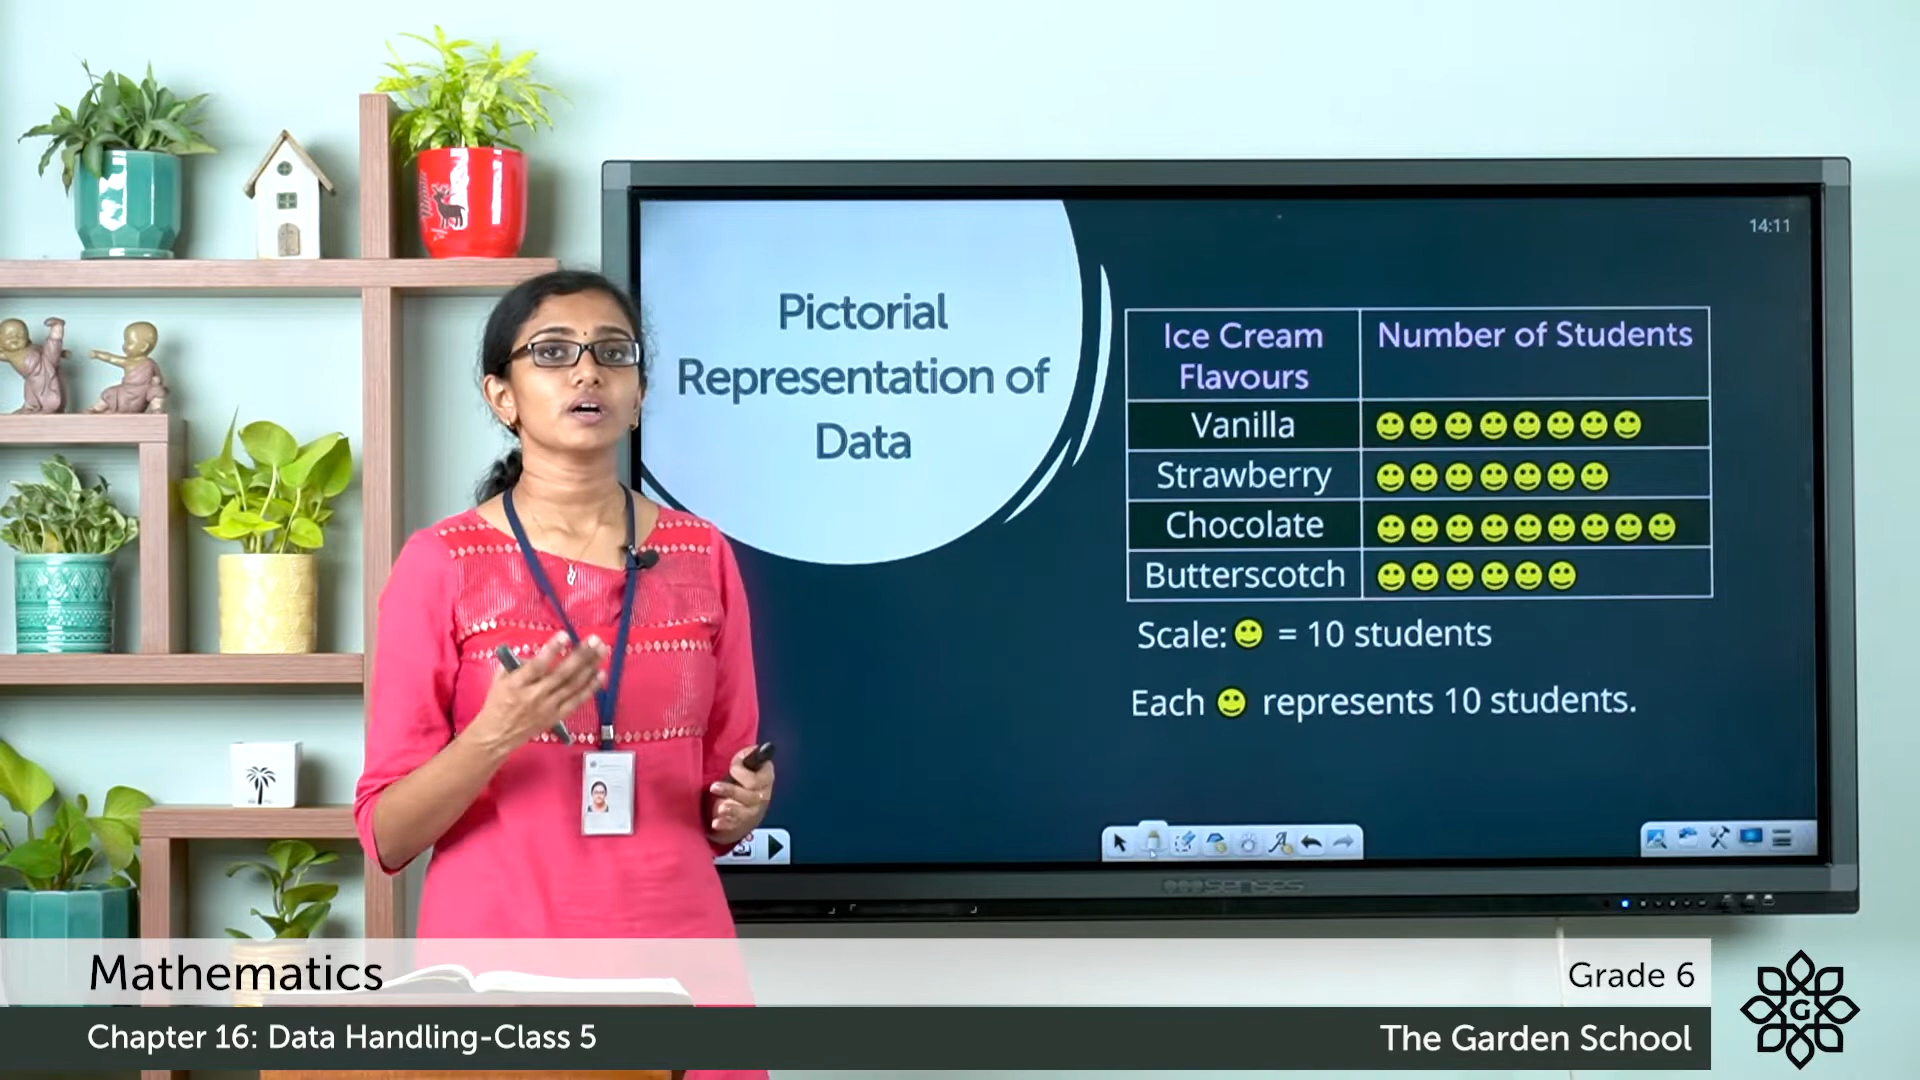 14:11
Pictorial
Representation of
Data
Ice Cream
Flavours
Number of Students
Vanilla
Strawberry
Chocolate
Butterscotch
Scale: = 10 students
Each represents 10 students.
Mathematics
Grade 6
Chapter 16: Data Handling-Class 5
The Garden School
G